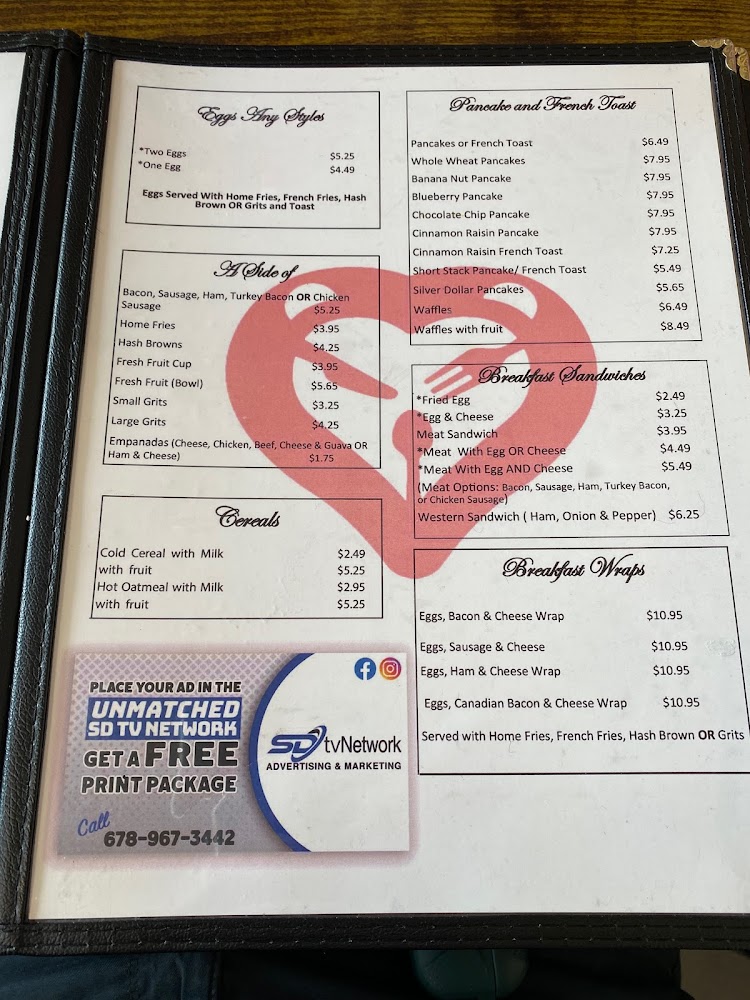 Eggs Any Styles
*Two Eggs $5.25
*One Egg $4.49
Eggs Served With Home Fries, French Fries, Hash
Brown OR Grits and Toast
A Side of
Bacon, Sausage, Ham, Turkey Bacon OR Chicken
Sausage $5.25
Home Fries $3.95
Hash Browns $4.25
Fresh Fruit Cup $3.95
Fresh Fruit (Bowl) $5.65
Small Grits $3.25
Large Grits $4.25
Empanadas (Cheese, Chicken, Beef, Cheese & Guava OR
Ham & Cheese) $1.75
Cereals
Cold Cereal with Milk $2.49
with fruit $5.25
Hot Oatmeal with Milk $2.95
with fruit $5.25
PLACE YOUR AD IN THE
UNMATCHED
SD TV NETWORK
GET A FREE
PRINT PACKAGE
Call
678-967-3442
SD tvNetwork
ADVERTISING & MARKETING
Pancake and French Toast
Pancakes or French Toast $6.49
Whole Wheat Pancakes $7.95
Banana Nut Pancake $7.95
Blueberry Pancake $7.95
Chocolate Chip Pancake $7.95
Cinnamon Raisin Pancake $7.95
Cinnamon Raisin French Toast $7.25
Short Stack Pancake/ French Toast $5.49
Silver Dollar Pancakes $5.65
Waffles $6.49
Waffles with fruit $8.49
Breakfast Sandwiches
*Fried Egg $2.49
*Egg & Cheese $3.25
Meat Sandwich $3.95
*Meat With Egg OR Cheese $4.49
*Meat With Egg AND Cheese $5.49
(Meat Options: Bacon, Sausage, Ham, Turkey Bacon,
or Chicken Sausage)
Western Sandwich ( Ham, Onion & Pepper) $6.25
Breakfast Wraps
Eggs, Bacon & Cheese Wrap $10.95
Eggs, Sausage & Cheese $10.95
Eggs, Ham & Cheese Wrap $10.95
Eggs, Canadian Bacon & Cheese Wrap $10.95
Served with Home Fries, French Fries, Hash Brown OR Grits